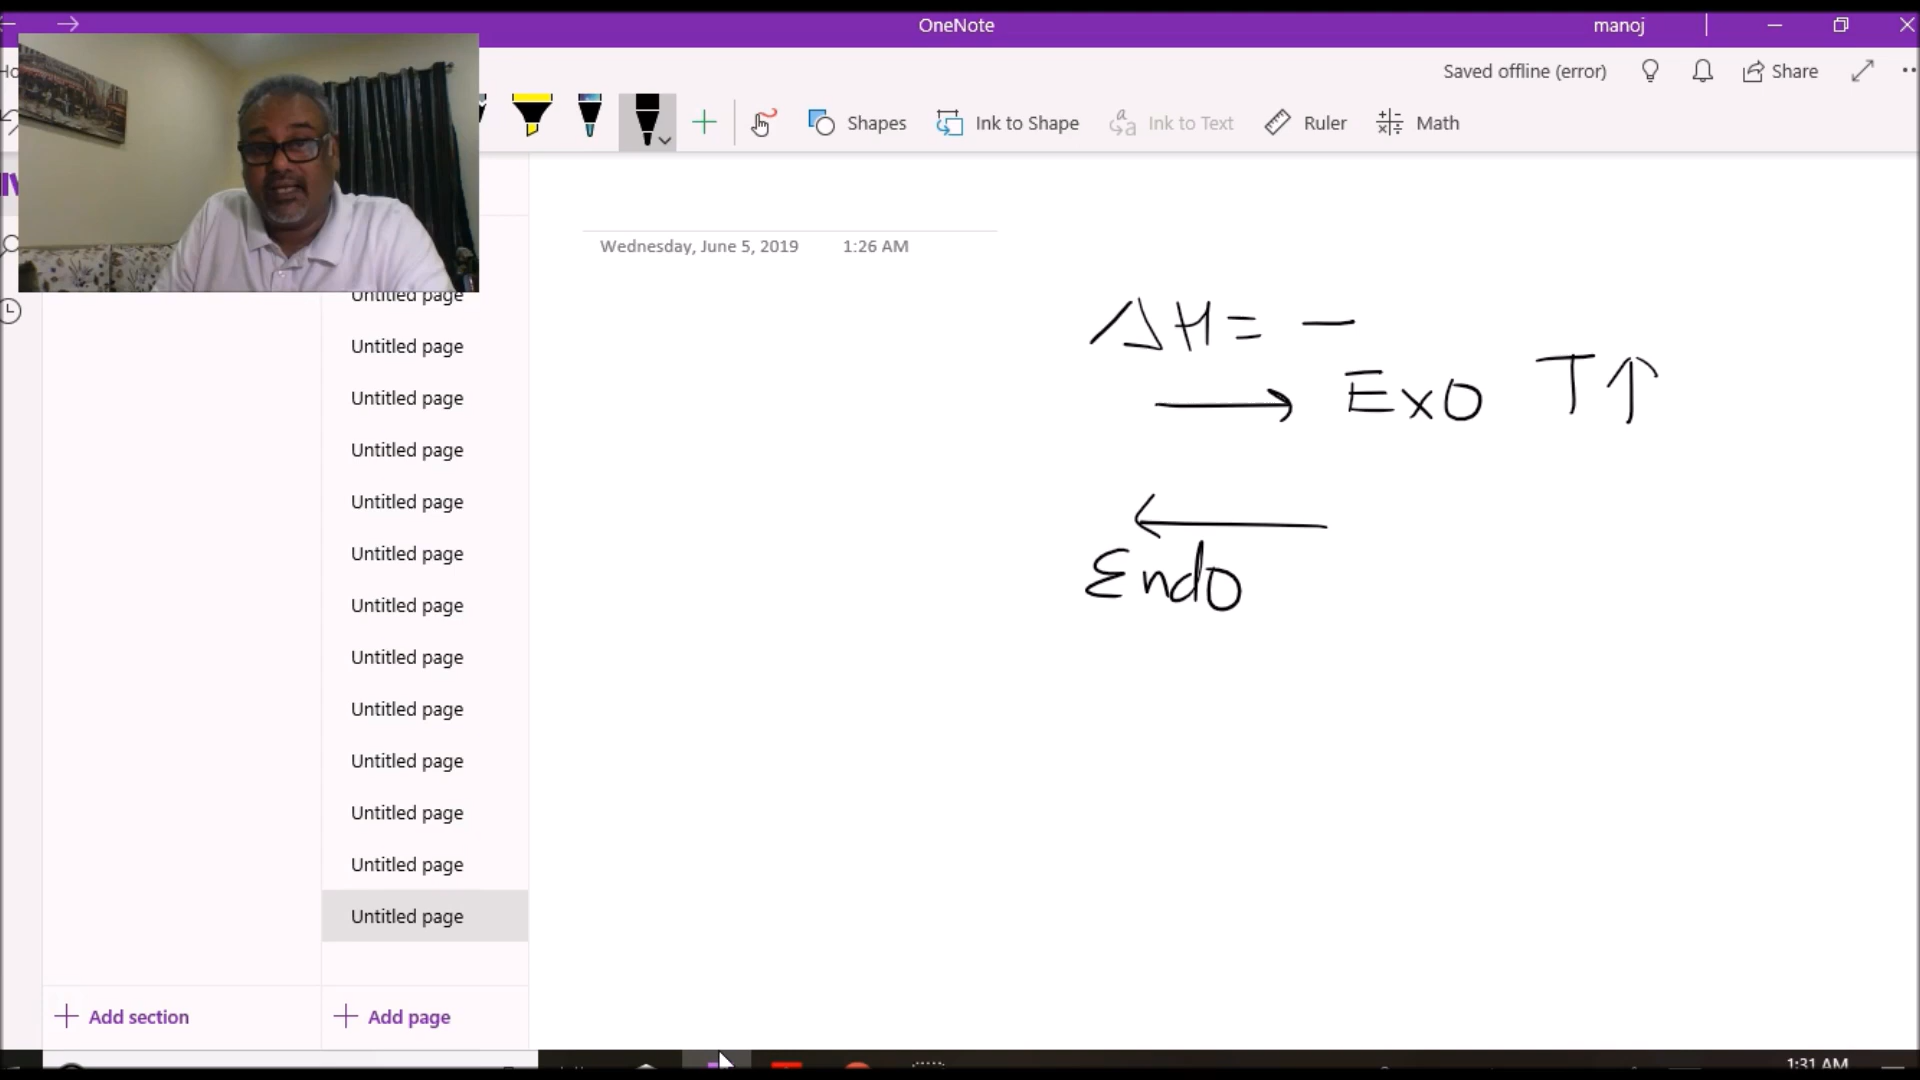 OneNote
manoj
Saved offline (error)
Share
Shapes
Ink to Shape
Ink to Text
Ruler
Math
Wednesday, June 5, 2019 1:26 AM
ΔH = −
→ Exo T↑
←
Endo
Untitled page
Untitled page
Untitled page
Untitled page
Untitled page
Untitled page
Untitled page
Untitled page
Untitled page
Untitled page
Untitled page
Untitled page
Untitled page
+ Add section
+ Add page
1:31 AM